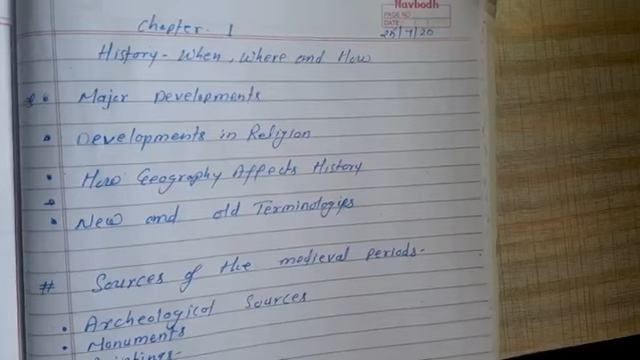 Navbodh
PAGE NO.
DATE
25/7/20
Chapter. 1
History - When, Where and How
Major Developments
Developments in Religion
How Geography Affects History
New and old Terminologies
# Sources of the medieval periods.
Archeological Sources
Monuments